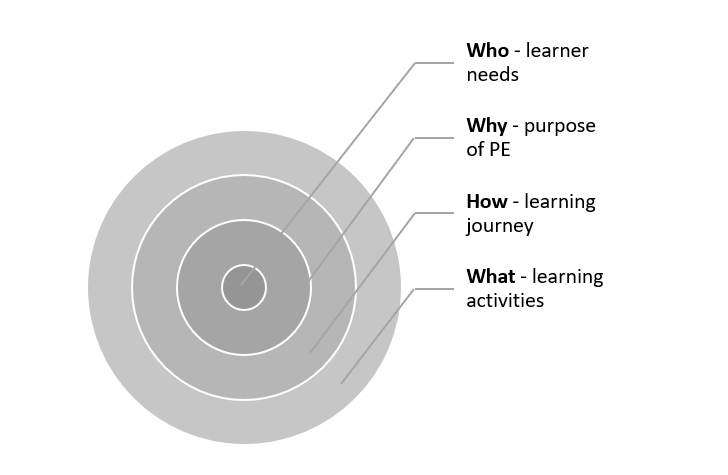 Who - learner
needs
Why - purpose
of PE
How - learning
journey
What - learning
activities